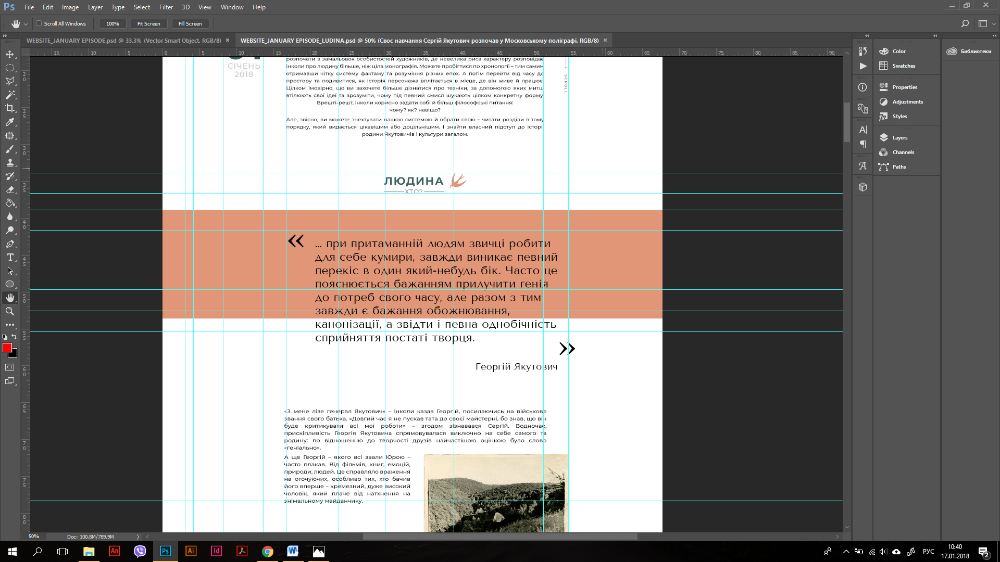 Ps File Edit Image Layer Type Select Filter 3D View Window Help
Scroll All Windows 100% Fit Screen Fill Screen
WEBSITE_JANUARY EPISODE.psd @ 33,3% (Vector Smart Object, RGB/8) × WEBSITE_JANUARY EPISODE_LUDINA.psd @ 50% (Своє навчання Сергій Якутович розпочав у Московському поліграфі, RGB/8) ×
15 10 5 0 5 10 15 20 25 30 35 40 45 50 55 60 65 70 75 80 85 90
Color
Swatches
Properties
Adjustments
Styles
Layers
Channels
Paths
Библиотеки
СІЧЕНЬ
2018
SCROLL
розпочати з замальовок особистостей художників, де невелика риса характеру розповідає
інколи про людину більше, ніж ціла монографія. Можете пробігтися по хронології – тим самим
отримавши чітку систему фактажу та розуміння різних епох. А потім перейти від часу до
простору та подивитися, як історія персонажа вплітається в місце, де він живе й працює.
Цілком імовірно, що ви захочете більше дізнатися про техніки, за допомогою яких митці
втілюють свої ідеї та зрозуміти, чому під певний смисл шукають цілком конкретну форму.
Врешті-решт, інколи корисно задати собі й більш філософські питання:
чому? як? навіщо?
Але, звісно, ви можете знехтувати нашою системою й обрати свою – читати розділи в тому
порядку, який видається цікавішим або доцільнішим. І знайти власний підступ до історії
родини Якутовичів і культури загалом.
ЛЮДИНА
ХТО?
« ... при притаманній людям звичці робити
для себе кумири, завжди виникає певний
перекіс в один який-небудь бік. Часто це
пояснюється бажанням прилучити генія
до потреб свого часу, але разом з тим
завжди є бажання обожнювання,
канонізації, а звідти і певна однобічність
сприйняття постаті творця.
»
Георгій Якутович
«З мене лізе генерал Якутович» – інколи казав Георгій, посилаючись на військове
звання свого батька. «Довгий час я не пускав тата до своєї майстерні, бо знав, що він
буде критикувати всі мої роботи» – згодом зізнавався Сергій. Водночас,
прискіпливість Георгія Якутовича спрямовувалася виключно на себе самого та
родину: по відношенню до творчості друзів найчастішою оцінкою було слово
«геніально».
А ще Георгій – якого всі звали Юрою –
часто плакав. Від фільмів, книг, емоцій,
природи, людей. Це справляло враження
на оточуючих, особливо тих, хто бачив
його вперше – кремезний, дуже високий
чоловік, який плаче від натхнення на
знімальному майданчику.
50% Doc: 100,8M/789,9M
An Ps Ai Id W
РУС
10:40
17.01.2018
2